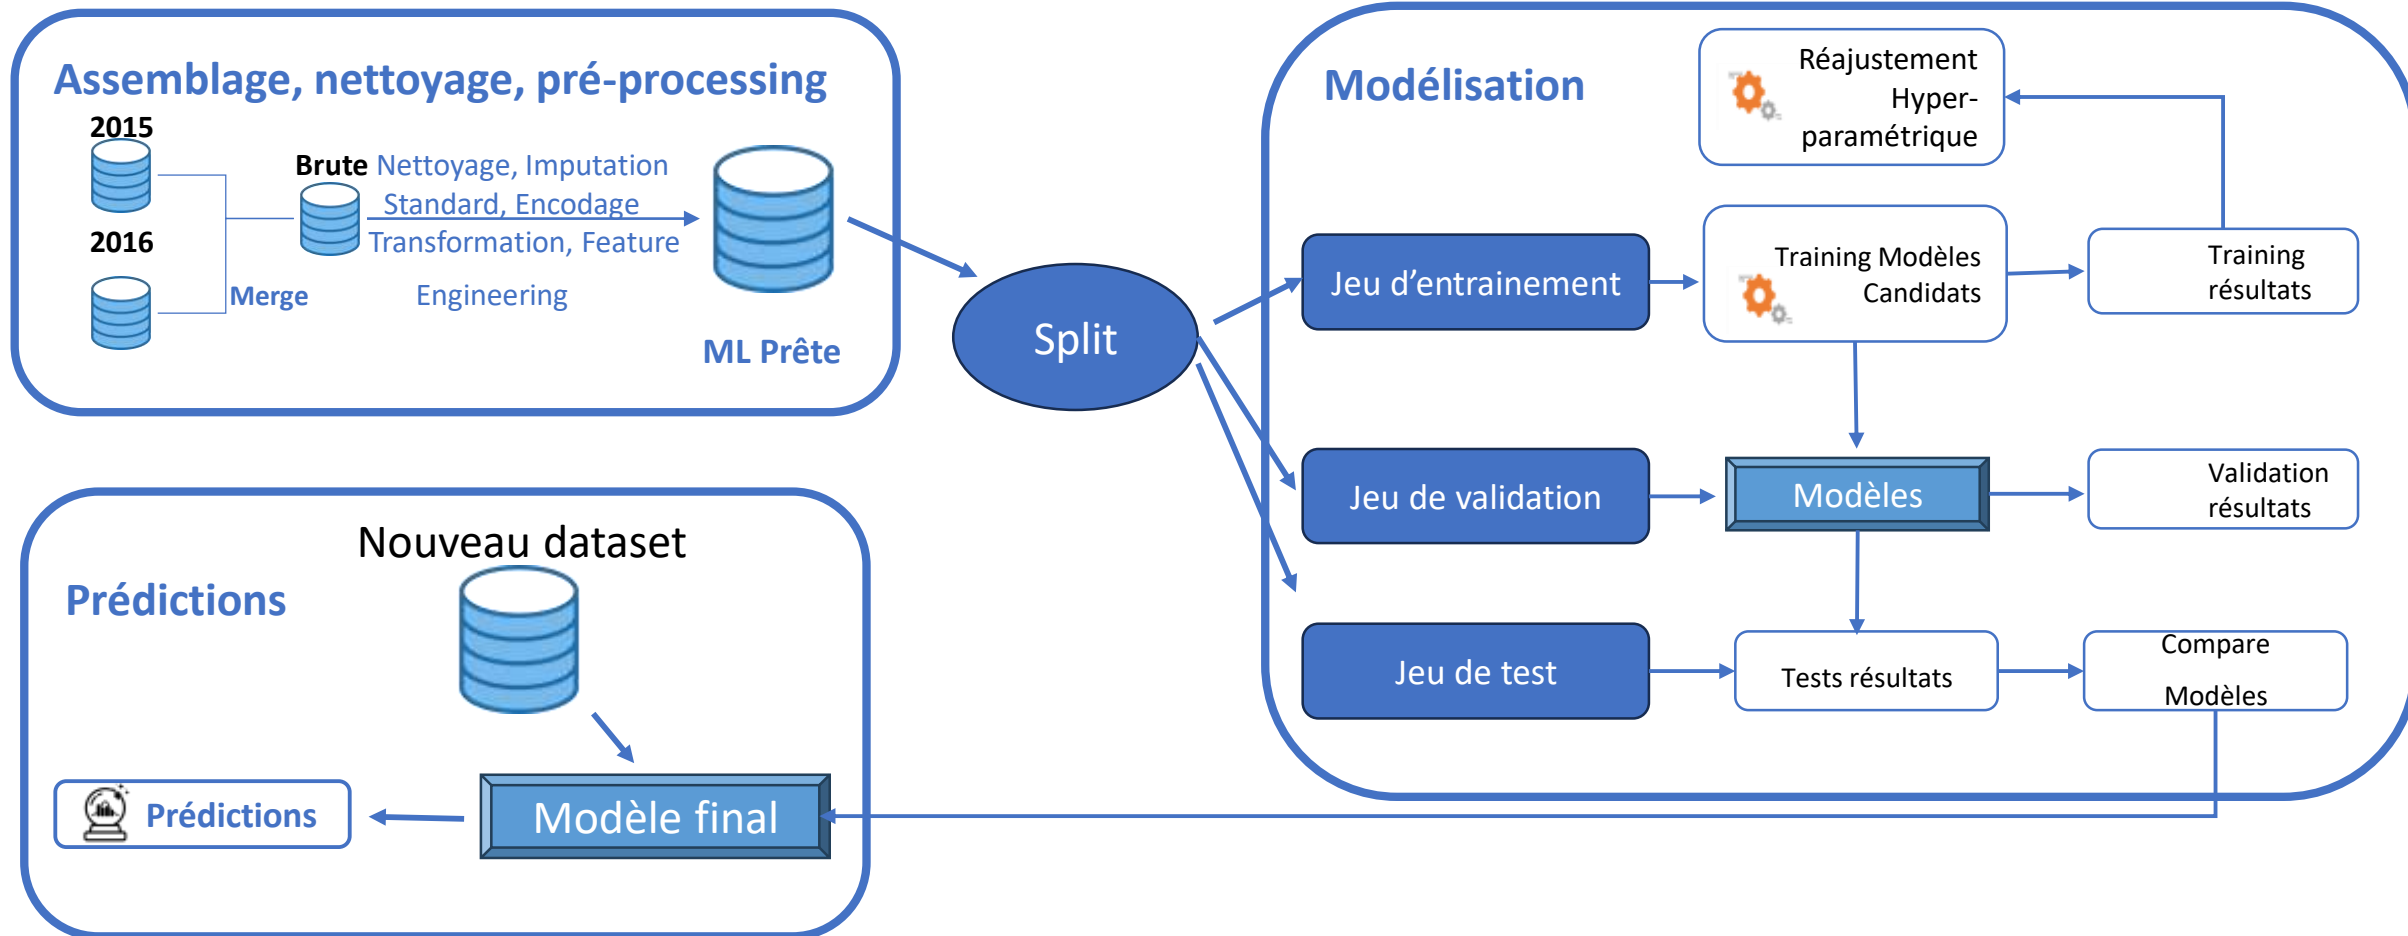 Assemblage, nettoyage, pré-processing
2015
Brute
Nettoyage, Imputation
Standard, Encodage
Transformation, Feature
Engineering
2016
Merge
ML Prête
Split
Modélisation
Réajustement
Hyper-
paramétrique
Jeu d’entrainement
Training Modèles
Candidats
Training
résultats
Jeu de validation
Modèles
Validation
résultats
Jeu de test
Tests résultats
Compare
Modèles
Nouveau dataset
Prédictions
Modèle final
Prédictions